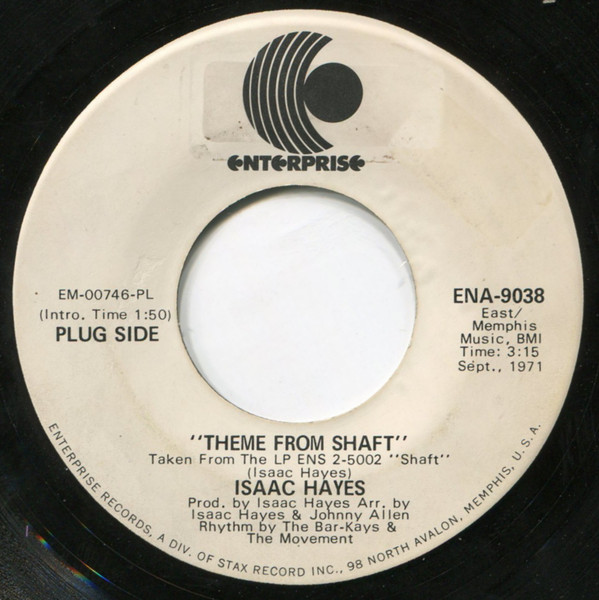 ENTERPRISE
EM-00746-PL
(Intro. Time 1:50)
PLUG SIDE
ENA-9038
East/
Memphis
Music, BMI
Time: 3:15
Sept., 1971
"THEME FROM SHAFT"
Taken From The LP ENS 2-5002 "Shaft"
(Isaac Hayes)
ISAAC HAYES
Prod. by Isaac Hayes Arr. by
Isaac Hayes & Johnny Allen
Rhythm by The Bar-Kays &
The Movement
ENTERPRISE RECORDS, A DIV. OF STAX RECORD INC., 98 NORTH AVALON, MEMPHIS, U.S.A.